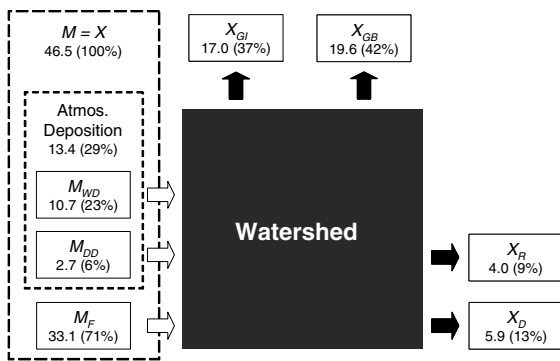 M = X
46.5 (100%)
Atmos.
Deposition
13.4 (29%)
M_WD
10.7 (23%)
M_DD
2.7 (6%)
M_F
33.1 (71%)
X_GI
17.0 (37%)
X_GB
19.6 (42%)
Watershed
X_R
4.0 (9%)
X_D
5.9 (13%)